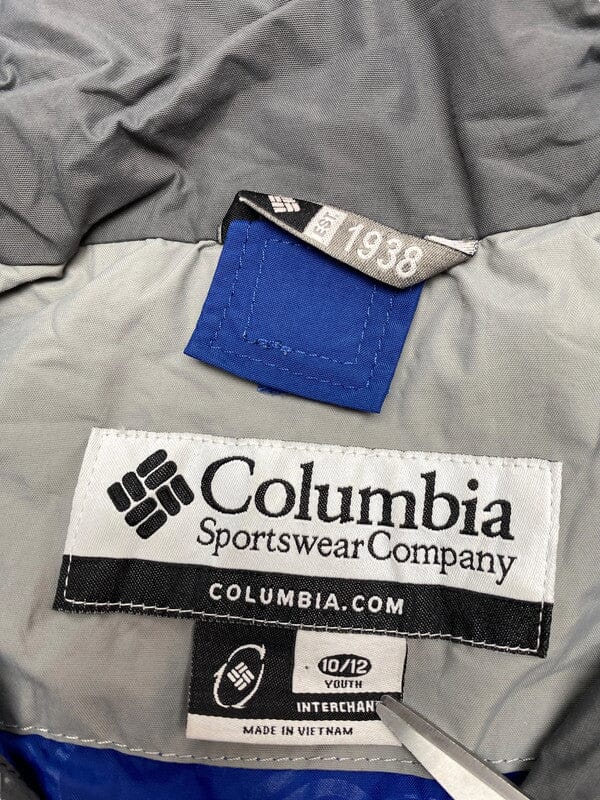 EST. 1938
Columbia
Sportswear Company
COLUMBIA.COM
10/12
YOUTH
INTERCHAN
MADE IN VIETNAM